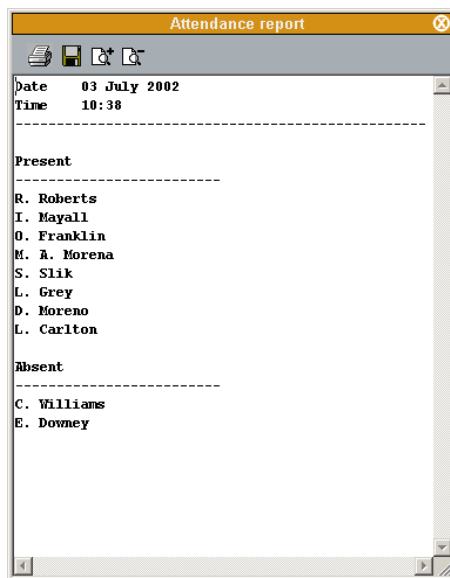 Attendance report
Date 03 July 2002
Time 10:38
--------------------------------------------------
Present
-------------------------
R. Roberts
I. Mayall
O. Franklin
M. A. Morena
S. Slik
L. Grey
D. Moreno
L. Carlton
Absent
-------------------------
C. Williams
E. Downey